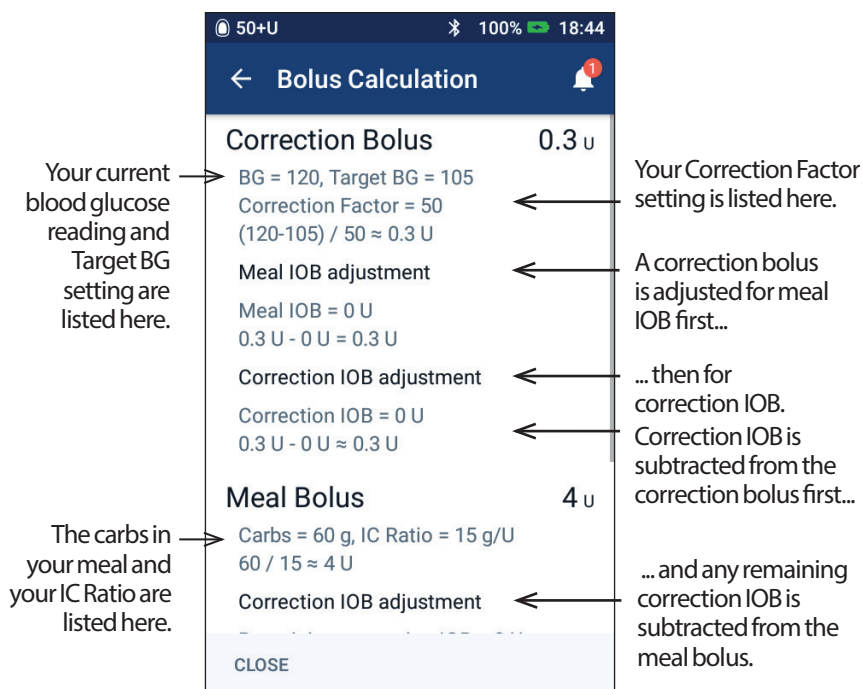 50+U 100% 18:44
Bolus Calculation 1
Correction Bolus 0.3 U
BG = 120, Target BG = 105
Correction Factor = 50
(120-105) / 50 ≈ 0.3 U
Meal IOB adjustment
Meal IOB = 0 U
0.3 U - 0 U = 0.3 U
Correction IOB adjustment
Correction IOB = 0 U
0.3 U - 0 U ≈ 0.3 U
Meal Bolus 4 U
Carbs = 60 g, IC Ratio = 15 g/U
60 / 15 ≈ 4 U
Correction IOB adjustment
CLOSE
Your current
blood glucose
reading and
Target BG
setting are
listed here.
The carbs in
your meal and
your IC Ratio are
listed here.
Your Correction Factor
setting is listed here.
A correction bolus
is adjusted for meal
IOB first...
... then for
correction IOB.
Correction IOB is
subtracted from the
correction bolus first...
... and any remaining
correction IOB is
subtracted from the
meal bolus.